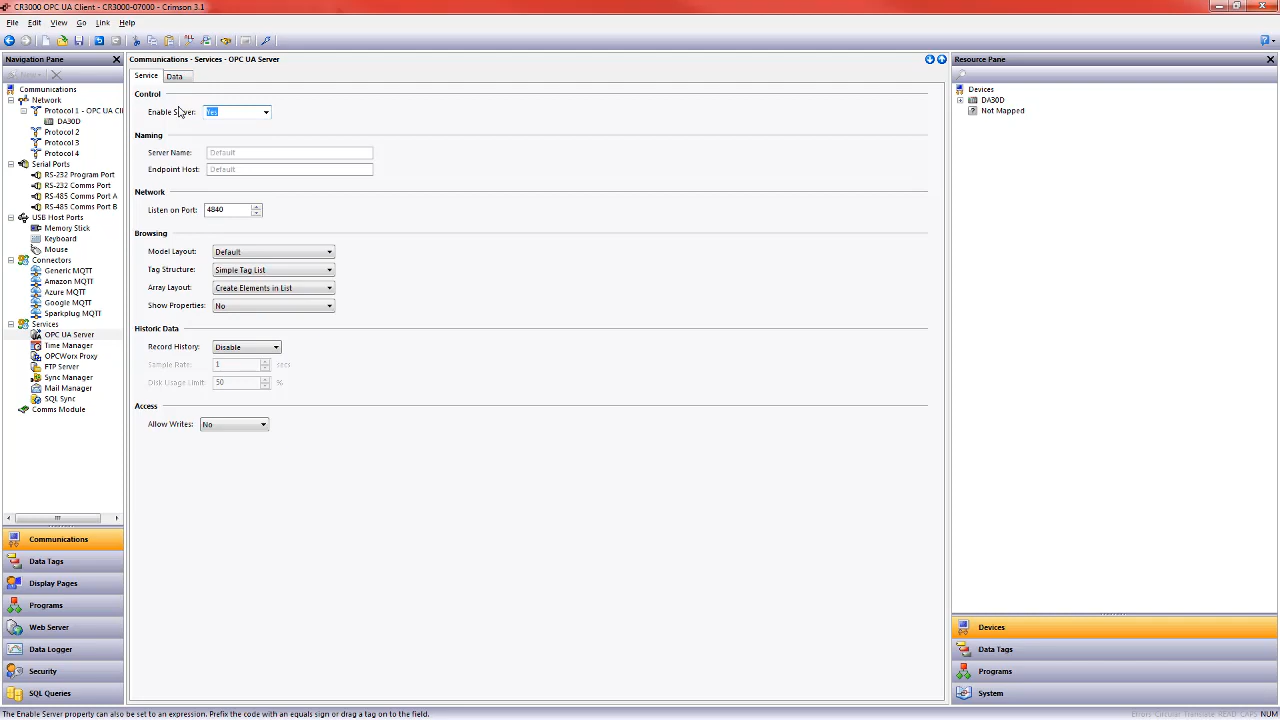 CR3000 OPC UA Client - CR3000-07000 - Crimson 3.1
File Edit View Go Link Help
Navigation Pane
Communications
Network
Protocol 1 - OPC UA Cli
DA30D
Protocol 2
Protocol 3
Protocol 4
Serial Ports
RS-232 Program Port
RS-232 Comms Port
RS-485 Comms Port A
RS-485 Comms Port B
USB Host Ports
Memory Stick
Keyboard
Mouse
Connectors
Generic MQTT
Amazon MQTT
Azure MQTT
Google MQTT
Sparkplug MQTT
Services
OPC UA Server
Time Manager
OPCWorx Proxy
FTP Server
Sync Manager
Mail Manager
SQL Sync
Comms Module
Communications
Data Tags
Display Pages
Programs
Web Server
Data Logger
Security
SQL Queries
Communications - Services - OPC UA Server
Service Data
Control
Enable Server: Yes
Naming
Server Name: Default
Endpoint Host: Default
Network
Listen on Port: 4840
Browsing
Model Layout: Default
Tag Structure: Simple Tag List
Array Layout: Create Elements in List
Show Properties: No
Historic Data
Record History: Disable
Sample Rate: 1 secs
Disk Usage Limit: 50 %
Access
Allow Writes: No
Resource Pane
Devices
DA30D
Not Mapped
Devices
Data Tags
Programs
System
The Enable Server property can also be set to an expression. Prefix the code with an equals sign or drag a tag on to the field.
Errors Circular Translate READ CAPS NUM